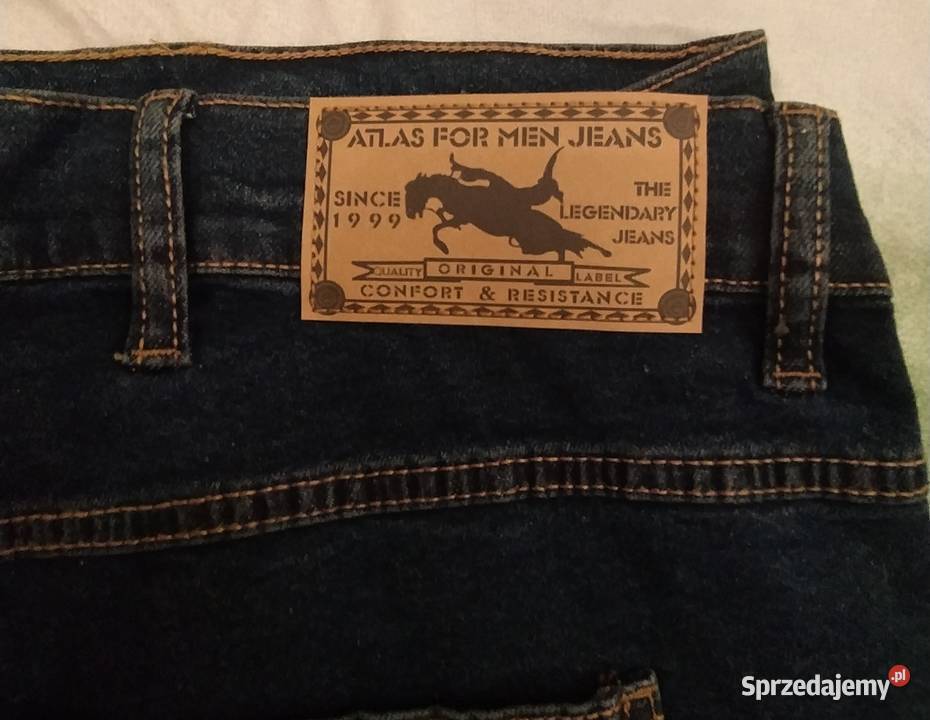 ATLAS FOR MEN JEANS
SINCE
1999
THE
LEGENDARY
JEANS
QUALITY ORIGINAL LABEL
CONFORT & RESISTANCE
Sprzedajemy.pl